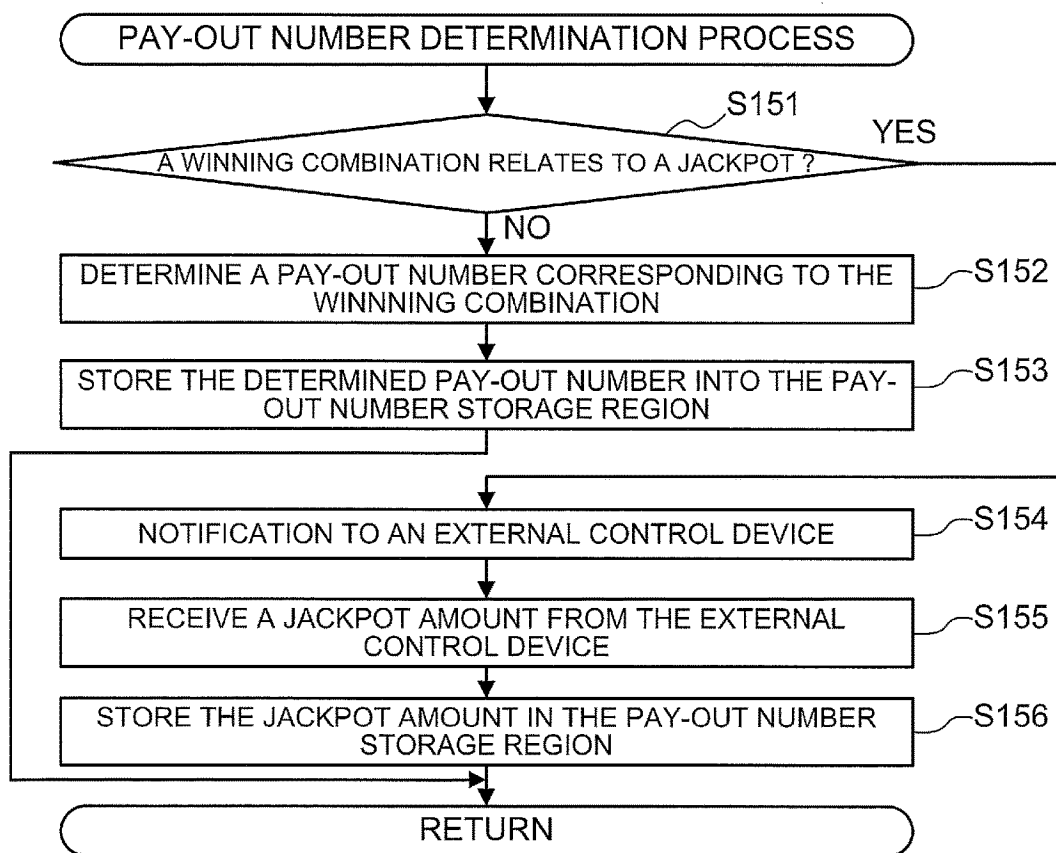 PAY-OUT NUMBER DETERMINATION PROCESS
S151
YES
A WINNING COMBINATION RELATES TO A JACKPOT ?
NO
DETERMINE A PAY-OUT NUMBER CORRESPONDING TO THE
WINNNING COMBINATION
S152
STORE THE DETERMINED PAY-OUT NUMBER INTO THE PAY-
OUT NUMBER STORAGE REGION
S153
NOTIFICATION TO AN EXTERNAL CONTROL DEVICE
S154
RECEIVE A JACKPOT AMOUNT FROM THE EXTERNAL
CONTROL DEVICE
S155
STORE THE JACKPOT AMOUNT IN THE PAY-OUT NUMBER
STORAGE REGION
S156
RETURN